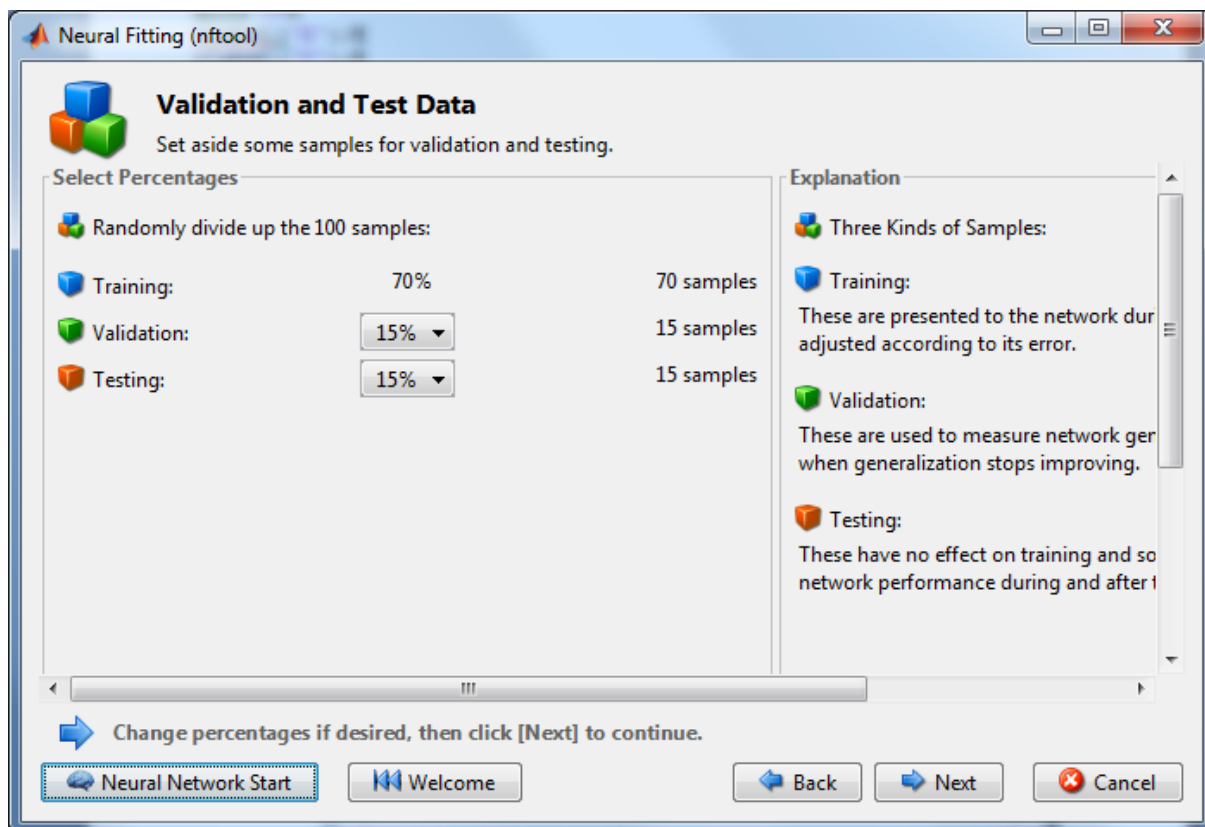 Neural Fitting (nftool)
Validation and Test Data
Set aside some samples for validation and testing.
Select Percentages
Randomly divide up the 100 samples:
Training: 70% 70 samples
Validation: 15% 15 samples
Testing: 15% 15 samples
Explanation
Three Kinds of Samples:
Training:
These are presented to the network dur
adjusted according to its error.
Validation:
These are used to measure network ger
when generalization stops improving.
Testing:
These have no effect on training and so
network performance during and after t
Change percentages if desired, then click [Next] to continue.
Neural Network Start Welcome Back Next Cancel